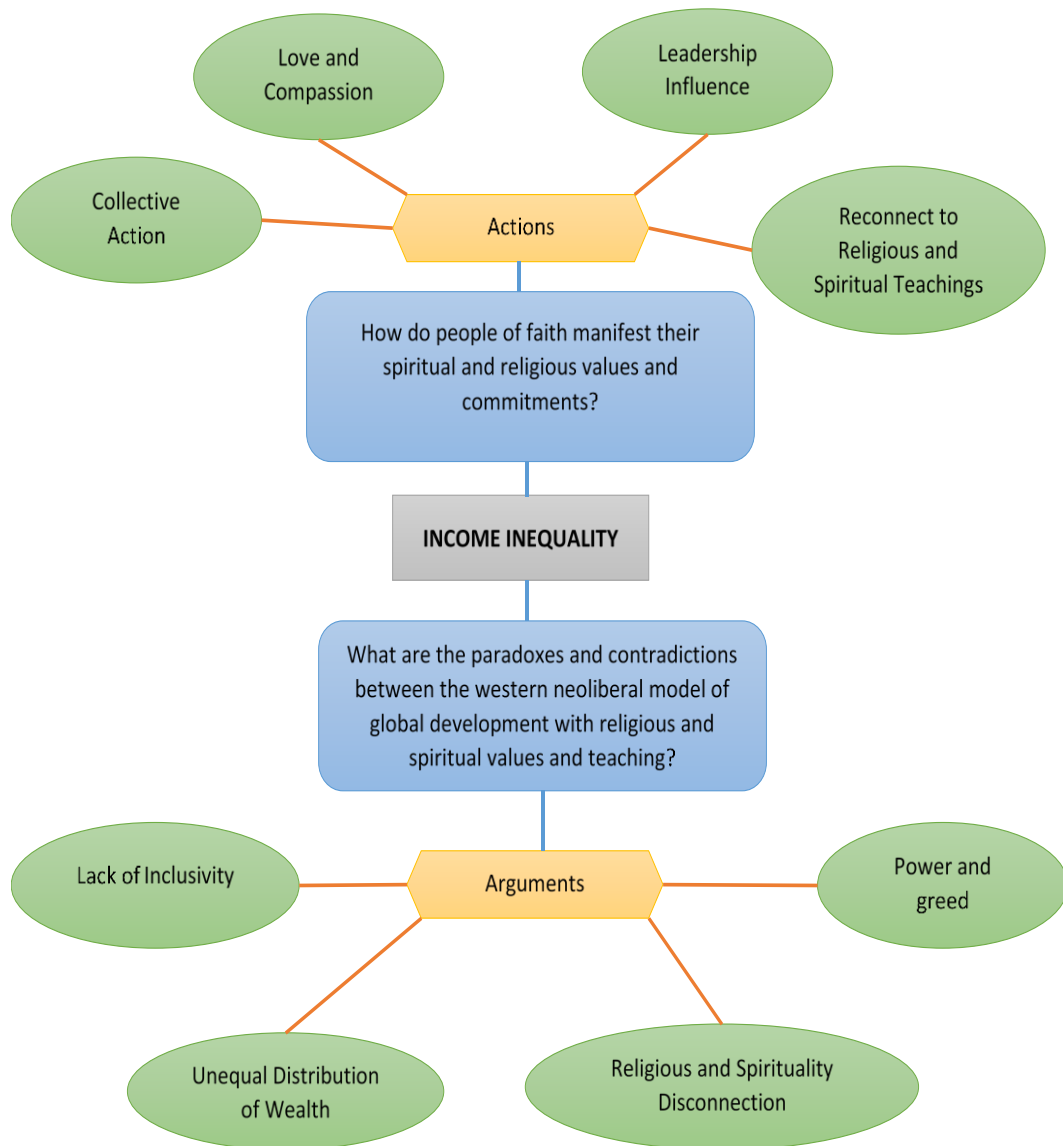 Love and
Compassion
Leadership
Influence
Collective
Action
Actions
Reconnect to
Religious and
Spiritual Teachings
How do people of faith manifest their
spiritual and religious values and
commitments?
INCOME INEQUALITY
What are the paradoxes and contradictions
between the western neoliberal model of
global development with religious and
spiritual values and teaching?
Lack of Inclusivity
Arguments
Power and
greed
Unequal Distribution
of Wealth
Religious and Spirituality
Disconnection